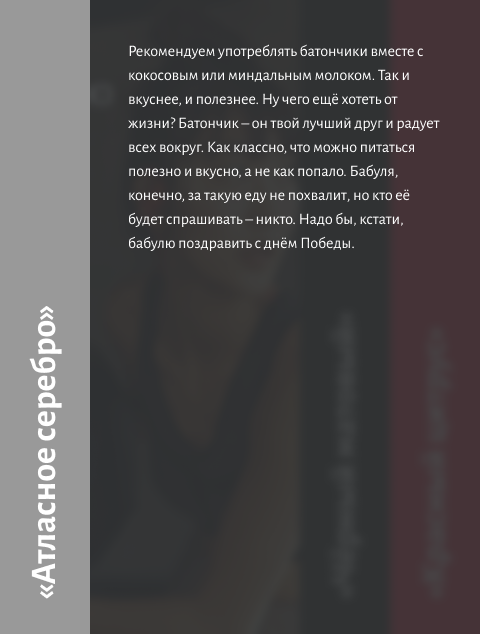 Рекомендуем употреблять батончики вместе с
кокосовым или миндальным молоком. Так и
вкуснее, и полезнее. Ну чего ещё хотеть от
жизни? Батончик – он твой лучший друг и радует
всех вокруг. Как классно, что можно питаться
полезно и вкусно, а не как попало. Бабуля,
конечно, за такую еду не похвалит, но кто её
будет спрашивать – никто. Надо бы, кстати,
бабулю поздравить с днём Победы.
«Атласное серебро»